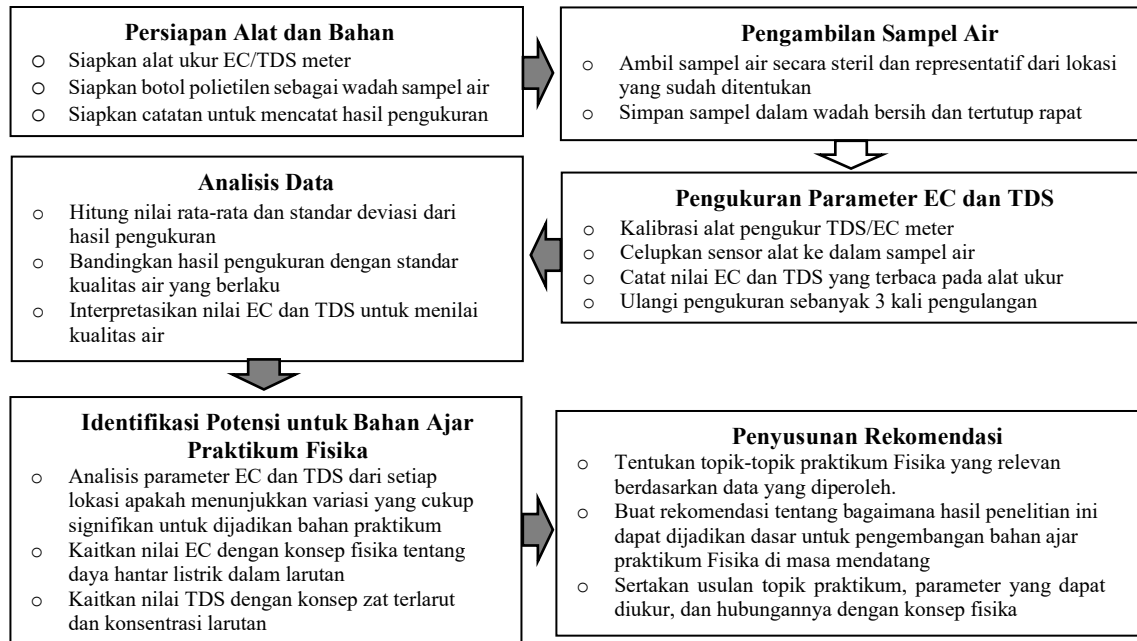 Persiapan Alat dan Bahan
o Siapkan alat ukur EC/TDS meter
o Siapkan botol polietilen sebagai wadah sampel air
o Siapkan catatan untuk mencatat hasil pengukuran
Pengambilan Sampel Air
o Ambil sampel air secara steril dan representatif dari lokasi
yang sudah ditentukan
o Simpan sampel dalam wadah bersih dan tertutup rapat
Pengukuran Parameter EC dan TDS
o Kalibrasi alat pengukur TDS/EC meter
o Celupkan sensor alat ke dalam sampel air
o Catat nilai EC dan TDS yang terbaca pada alat ukur
o Ulangi pengukuran sebanyak 3 kali pengulangan
Analisis Data
o Hitung nilai rata-rata dan standar deviasi dari
hasil pengukuran
o Bandingkan hasil pengukuran dengan standar
kualitas air yang berlaku
o Interpretasikan nilai EC dan TDS untuk menilai
kualitas air
Identifikasi Potensi untuk Bahan Ajar
Praktikum Fisika
o Analisis parameter EC dan TDS dari setiap
lokasi apakah menunjukkan variasi yang cukup
signifikan untuk dijadikan bahan praktikum
o Kaitkan nilai EC dengan konsep fisika tentang
daya hantar listrik dalam larutan
o Kaitkan nilai TDS dengan konsep zat terlarut
dan konsentrasi larutan
Penyusunan Rekomendasi
o Tentukan topik-topik praktikum Fisika yang relevan
berdasarkan data yang diperoleh.
o Buat rekomendasi tentang bagaimana hasil penelitian ini
dapat dijadikan dasar untuk pengembangan bahan ajar
praktikum Fisika di masa mendatang
o Sertakan usulan topik praktikum, parameter yang dapat
diukur, dan hubungannya dengan konsep fisika